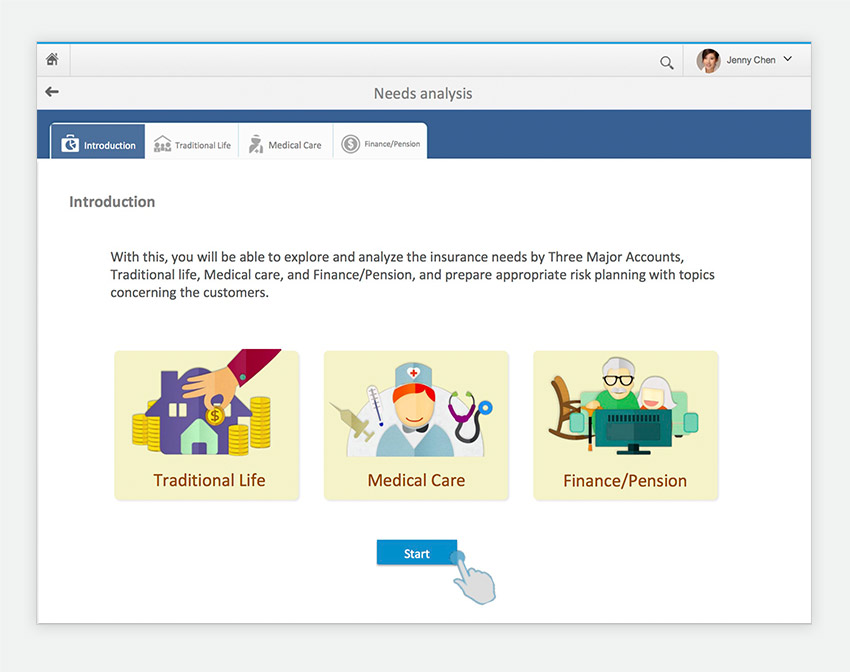 Jenny Chen
Needs analysis
Introduction
Traditional Life
Medical Care
Finance/Pension
Introduction
With this, you will be able to explore and analyze the insurance needs by Three Major Accounts,
Traditional life, Medical care, and Finance/Pension, and prepare appropriate risk planning with topics
concerning the customers.
$
Traditional Life
Medical Care
Finance/Pension
Start